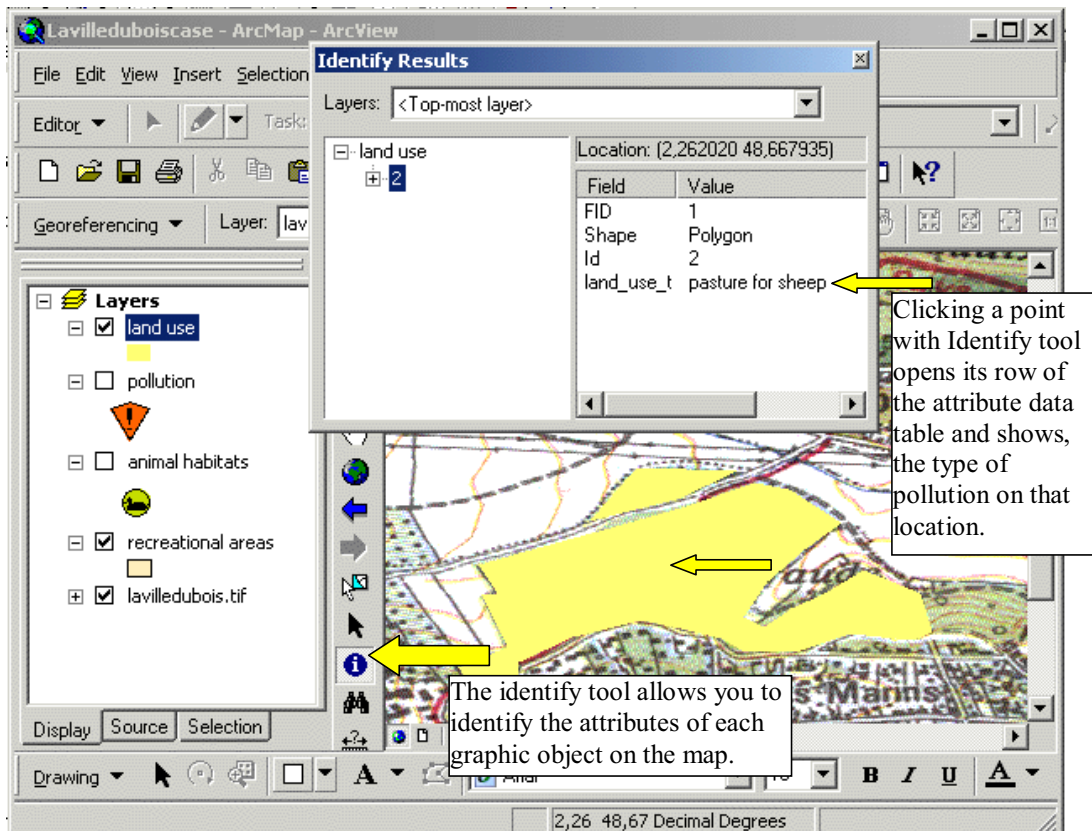 Lavilleduboiscase - ArcMap - ArcView
Identify Results
File Edit View Insert Selection
Layers: <Top-most layer>
Editor Task:
land use
2
Location: (2,262020 48,667935)
Field Value
FID 1
Shape Polygon
Id 2
land_use_t pasture for sheep
Georeferencing Layer: lav
1:1
Layers
land use
pollution
animal habitats
recreational areas
lavilledubois.tif
Clicking a point
with Identify tool
opens its row of
the attribute data
table and shows,
the type of
pollution on that
location.
aud
The identify tool allows you to
identify the attributes of each
graphic object on the map.
Display Source Selection
Drawing A B I U A
2,26 48,67 Decimal Degrees